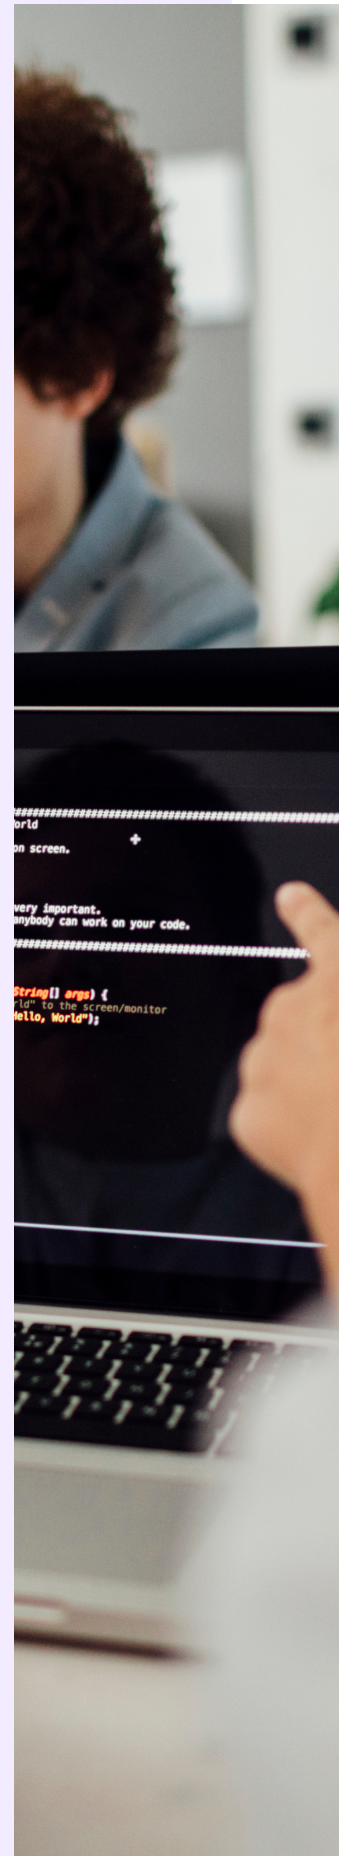 ################################################
orld
on screen.
very important.
anybody can work on your code.
################################################
String[] args) {
rld" to the screen/monitor
Hello, World");